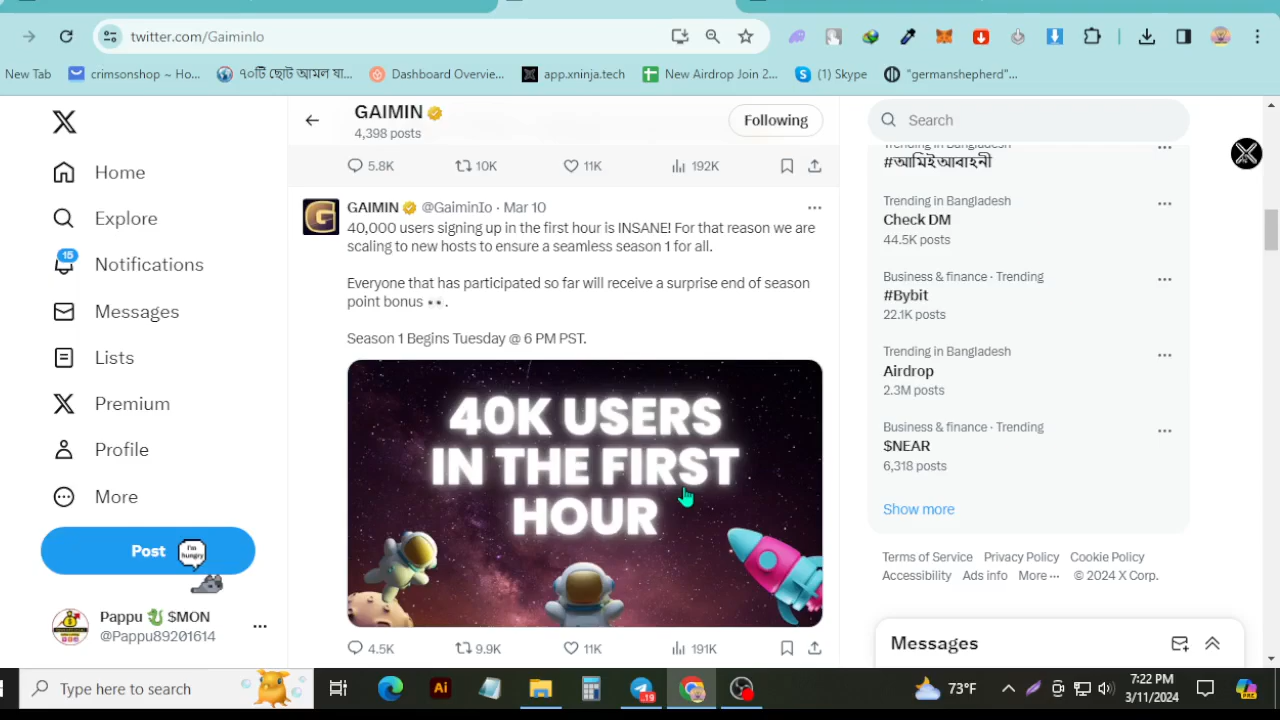 twitter.com/GaiminIo
New Tab
crimsonshop ~ Ho...
৭০টি ছোট আমল যা...
Dashboard Overvie...
app.xninja.tech
New Airdrop Join 2...
(1) Skype
"germanshepherd"...
GAIMIN
4,398 posts
Following
5.8K
10K
11K
192K
GAIMIN @GaiminIo · Mar 10
40,000 users signing up in the first hour is INSANE! For that reason we are
scaling to new hosts to ensure a seamless season 1 for all.
Everyone that has participated so far will receive a surprise end of season
point bonus 👀.
Season 1 Begins Tuesday @ 6 PM PST.
40K USERS
IN THE FIRST
HOUR
4.5K
9.9K
11K
191K
Home
Explore
15
Notifications
Messages
Lists
Premium
Profile
More
Post
I'm
hungry
Pappu 🐉 $MON
@Pappu89201614
Search
Trending in Bangladesh
#আমিইআবাহনী
Trending in Bangladesh
Check DM
44.5K posts
Business & finance · Trending
#Bybit
22.1K posts
Trending in Bangladesh
Airdrop
2.3M posts
Business & finance · Trending
$NEAR
6,318 posts
Show more
Terms of Service Privacy Policy Cookie Policy
Accessibility Ads info More ··· © 2024 X Corp.
Messages
Type here to search
Ai
19
73°F
7:22 PM
3/11/2024
PRE